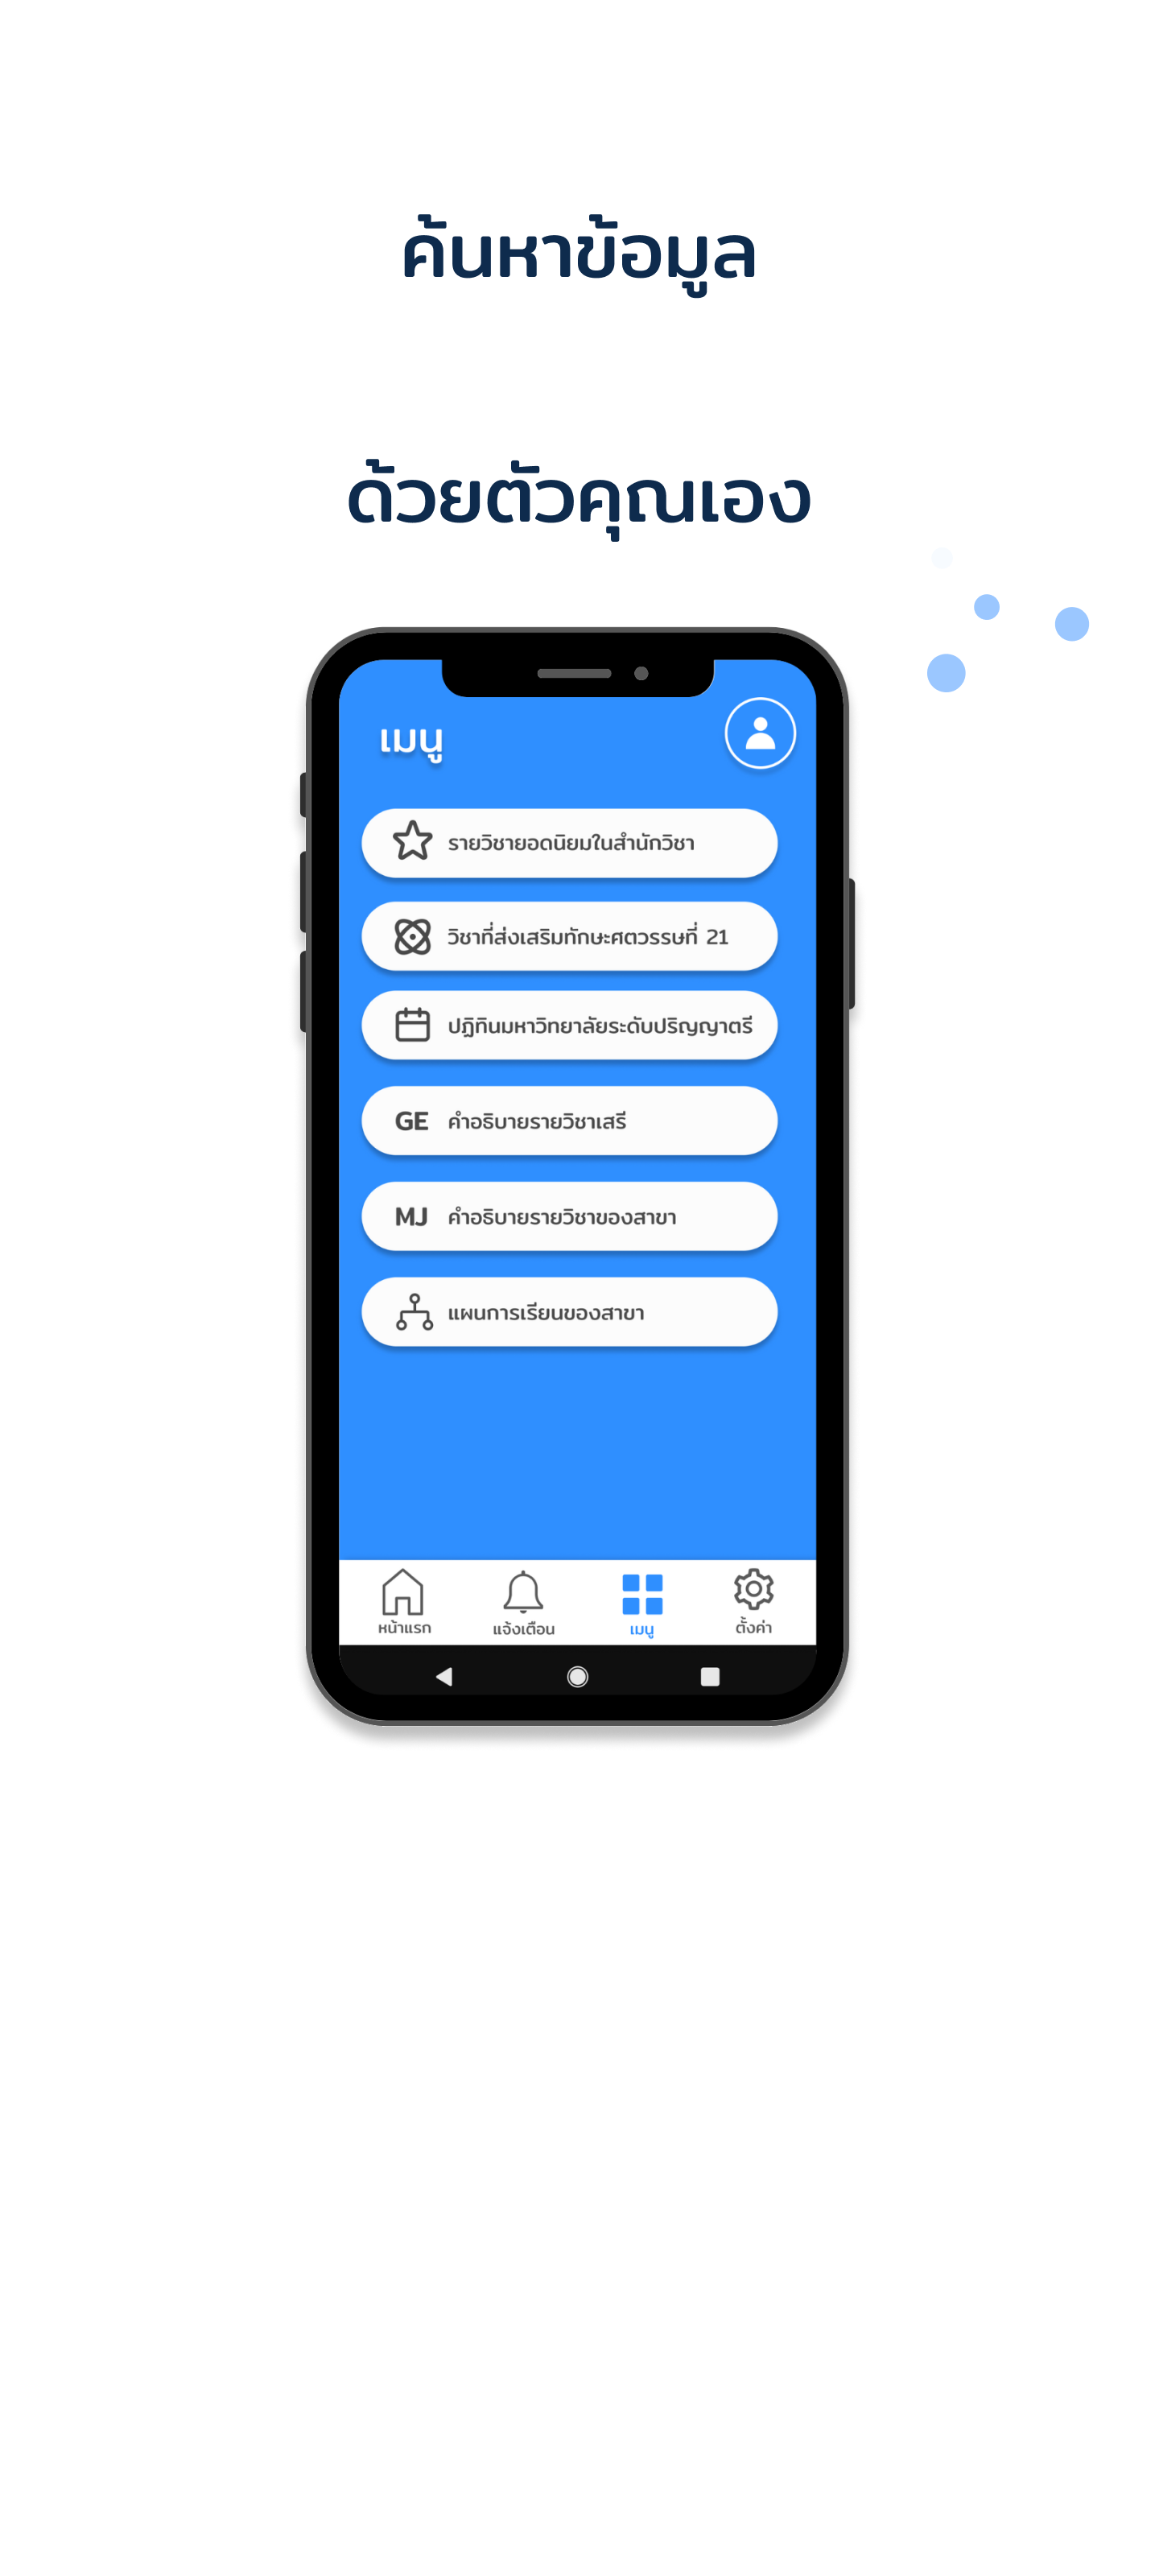 ค้นหาข้อมูล
ด้วยตัวคุณเอง
เมนู
รายวิชายอดนิยมในสำนักวิชา
วิชาที่ส่งเสริมทักษะศตวรรษที่ 21
ปฏิทินมหาวิทยาลัยระดับปริญญาตรี
GE คำอธิบายรายวิชาเสรี
MJ คำอธิบายรายวิชาของสาขา
แผนการเรียนของสาขา
หน้าแรก แจ้งเตือน เมนู ตั้งค่า